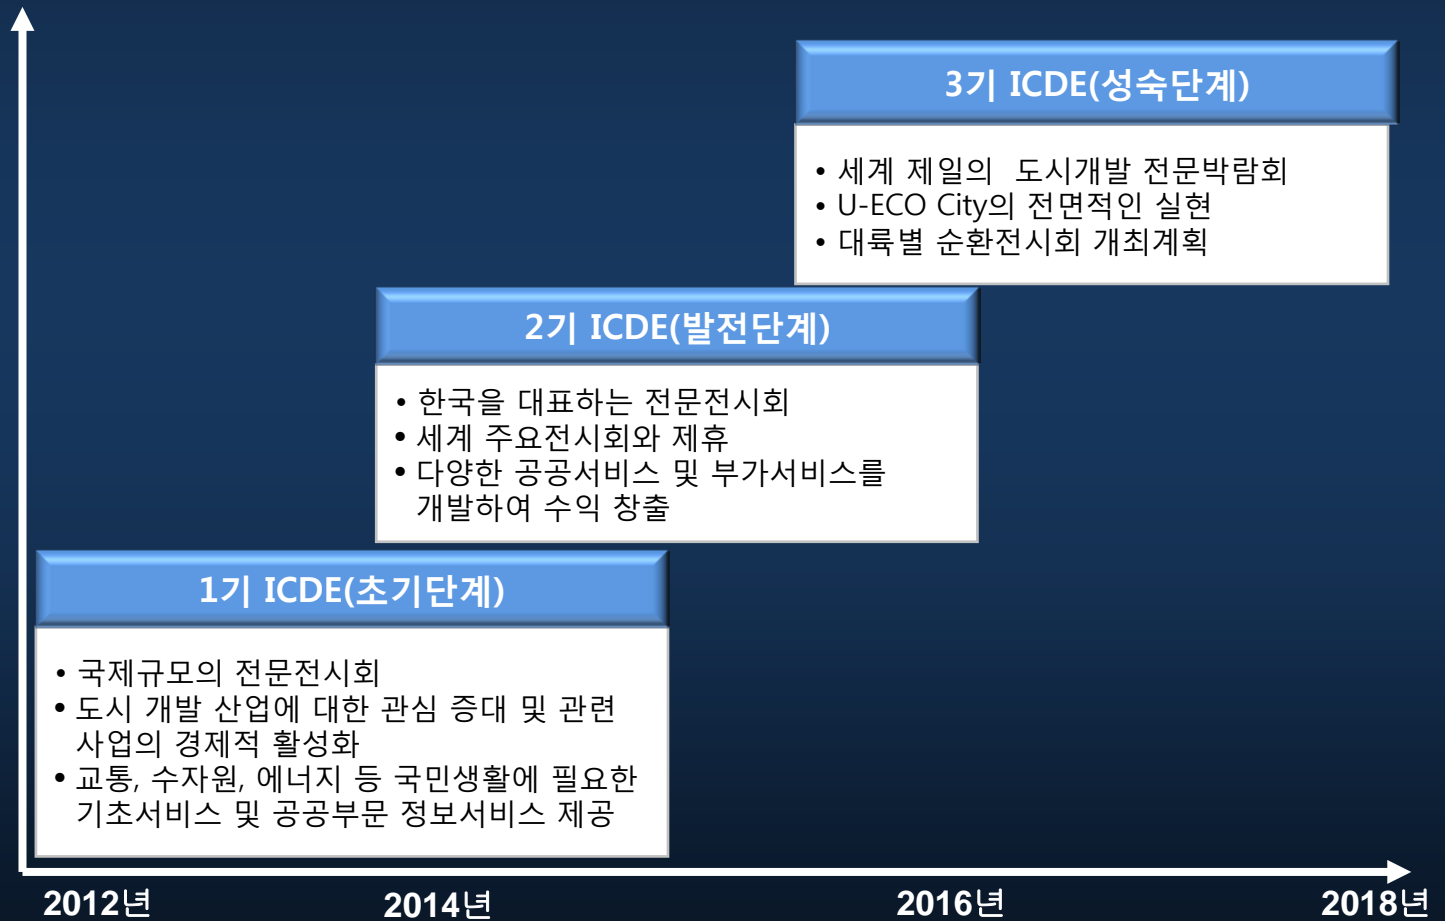 3기 ICDE(성숙단계)
• 세계 제일의 도시개발 전문박람회
• U-ECO City의 전면적인 실현
• 대륙별 순환전시회 개최계획
2기 ICDE(발전단계)
• 한국을 대표하는 전문전시회
• 세계 주요전시회와 제휴
• 다양한 공공서비스 및 부가서비스를
개발하여 수익 창출
1기 ICDE(초기단계)
• 국제규모의 전문전시회
• 도시 개발 산업에 대한 관심 증대 및 관련
사업의 경제적 활성화
• 교통, 수자원, 에너지 등 국민생활에 필요한
기초서비스 및 공공부문 정보서비스 제공
2012년 2014년 2016년 2018년